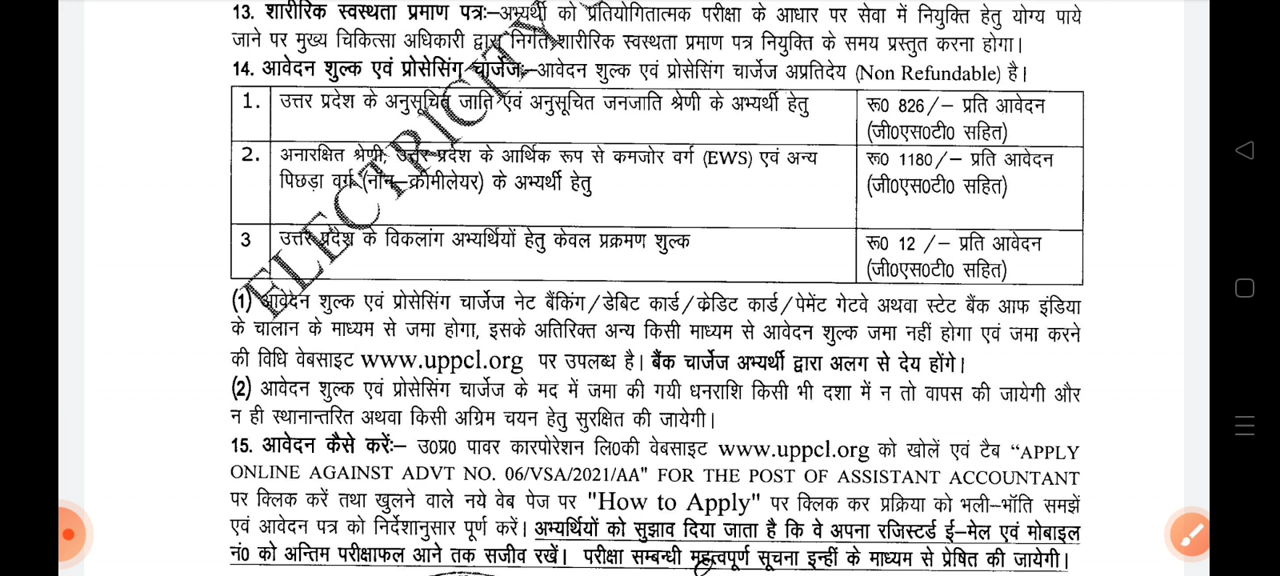 13. शारीरिक स्वस्थता प्रमाण पत्रः–अभ्यर्थी को प्रतियोगितात्मक परीक्षा के आधार पर सेवा में नियुक्ति हेतु योग्य पाये
जाने पर मुख्य चिकित्सा अधिकारी द्वारा निर्गत शारीरिक स्वस्थता प्रमाण पत्र नियुक्ति के समय प्रस्तुत करना होगा।
14. आवेदन शुल्क एवं प्रोसेसिंग चार्जेजः–आवेदन शुल्क एवं प्रोसेसिंग चार्जेज अप्रतिदेय (Non Refundable) है।
1. उत्तर प्रदेश के अनुसूचित जाति एवं अनुसूचित जनजाति श्रेणी के अभ्यर्थी हेतु रू0 826/– प्रति आवेदन
(जी0एस0टी0 सहित)
2. अनारक्षित श्रेणी, उत्तर प्रदेश के आर्थिक रूप से कमजोर वर्ग (EWS) एवं अन्य रू0 1180/– प्रति आवेदन
पिछड़ा वर्ग (नॉन–क्रीमीलेयर) के अभ्यर्थी हेतु (जी0एस0टी0 सहित)
3 उत्तर प्रदेश के विकलांग अभ्यर्थियों हेतु केवल प्रक्रमण शुल्क रू0 12 /– प्रति आवेदन
(जी0एस0टी0 सहित)
ELECTRICITY
(1) आवेदन शुल्क एवं प्रोसेसिंग चार्जेज नेट बैंकिंग/डेबिट कार्ड/क्रेडिट कार्ड/पेमेंट गेटवे अथवा स्टेट बैंक आफ इंडिया
के चालान के माध्यम से जमा होगा, इसके अतिरिक्त अन्य किसी माध्यम से आवेदन शुल्क जमा नहीं होगा एवं जमा करने
की विधि वेबसाइट www.uppcl.org पर उपलब्ध है। बैंक चार्जेज अभ्यर्थी द्वारा अलग से देय होंगे।
(2) आवेदन शुल्क एवं प्रोसेसिंग चार्जेज के मद में जमा की गयी धनराशि किसी भी दशा में न तो वापस की जायेगी और
न ही स्थानान्तरित अथवा किसी अग्रिम चयन हेतु सुरक्षित की जायेगी।
15. आवेदन कैसे करेंः– उ0प्र0 पावर कारपोरेशन लि0की वेबसाइट www.uppcl.org को खोलें एवं टैब “APPLY
ONLINE AGAINST ADVT NO. 06/VSA/2021/AA" FOR THE POST OF ASSISTANT ACCOUNTANT
पर क्लिक करें तथा खुलने वाले नये वेब पेज पर "How to Apply" पर क्लिक कर प्रक्रिया को भली–भॉति समझें
एवं आवेदन पत्र को निर्देशानुसार पूर्ण करें। अभ्यर्थियों को सुझाव दिया जाता है कि वे अपना रजिस्टर्ड ई–मेल एवं मोबाइल
नं0 को अन्तिम परीक्षाफल आने तक सजीव रखें। परीक्षा सम्बन्धी महत्वपूर्ण सूचना इन्हीं के माध्यम से प्रेषित की जायेगी।